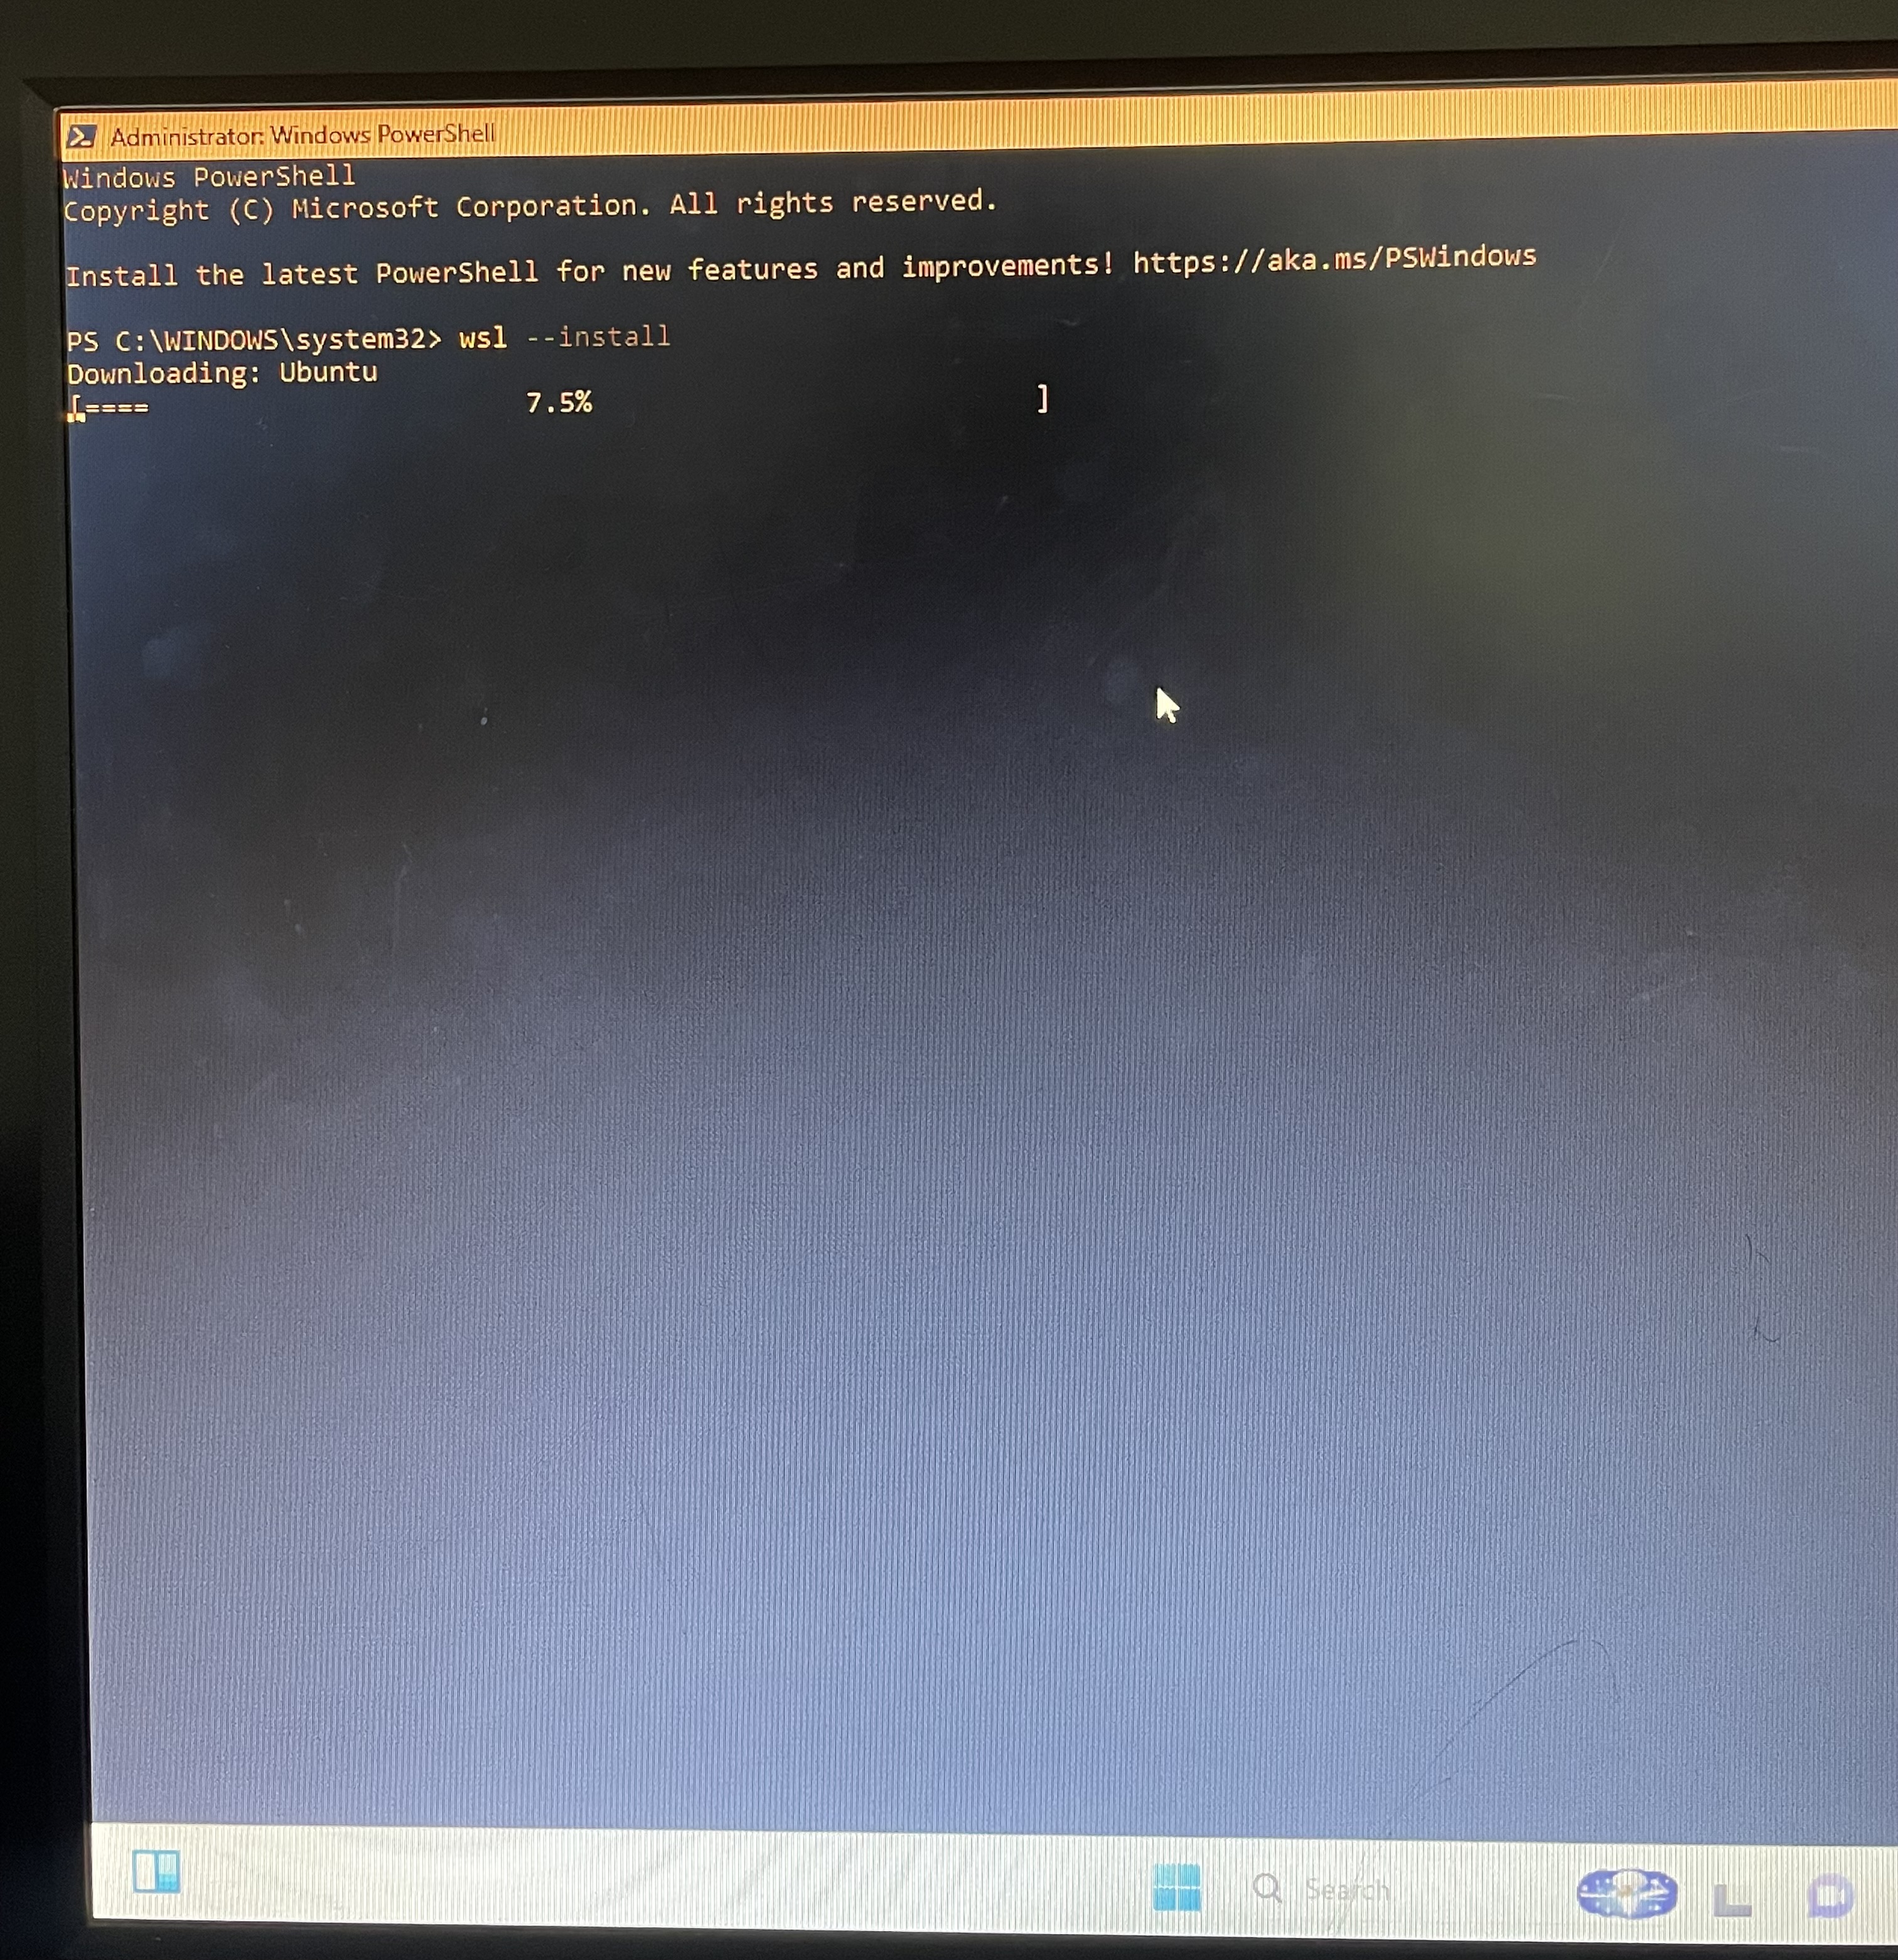 Administrator: Windows PowerShell
Windows PowerShell
Copyright (C) Microsoft Corporation. All rights reserved.
Install the latest PowerShell for new features and improvements! https://aka.ms/PSWindows
PS C:\WINDOWS\system32> wsl --install
Downloading: Ubuntu
[==== 7.5% ]
Search